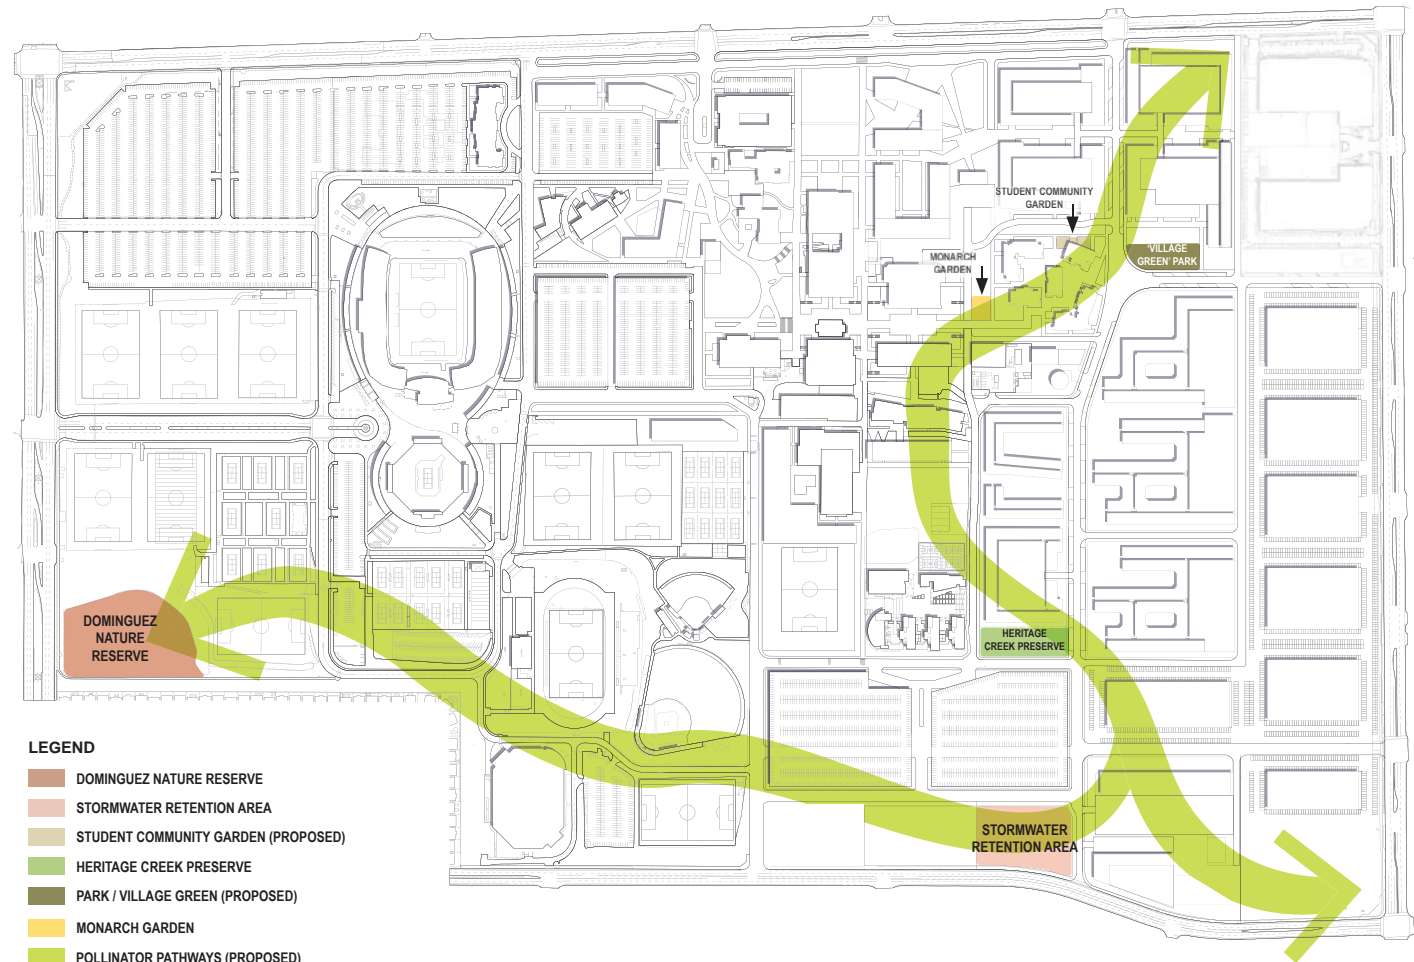 STUDENT COMMUNITY
GARDEN
'VILLAGE
GREEN' PARK
MONARCH
GARDEN
DOMINGUEZ
NATURE
RESERVE
HERITAGE
CREEK PRESERVE
STORMWATER
RETENTION AREA
LEGEND
DOMINGUEZ NATURE RESERVE
STORMWATER RETENTION AREA
STUDENT COMMUNITY GARDEN (PROPOSED)
HERITAGE CREEK PRESERVE
PARK / VILLAGE GREEN (PROPOSED)
MONARCH GARDEN
POLLINATOR PATHWAYS (PROPOSED)